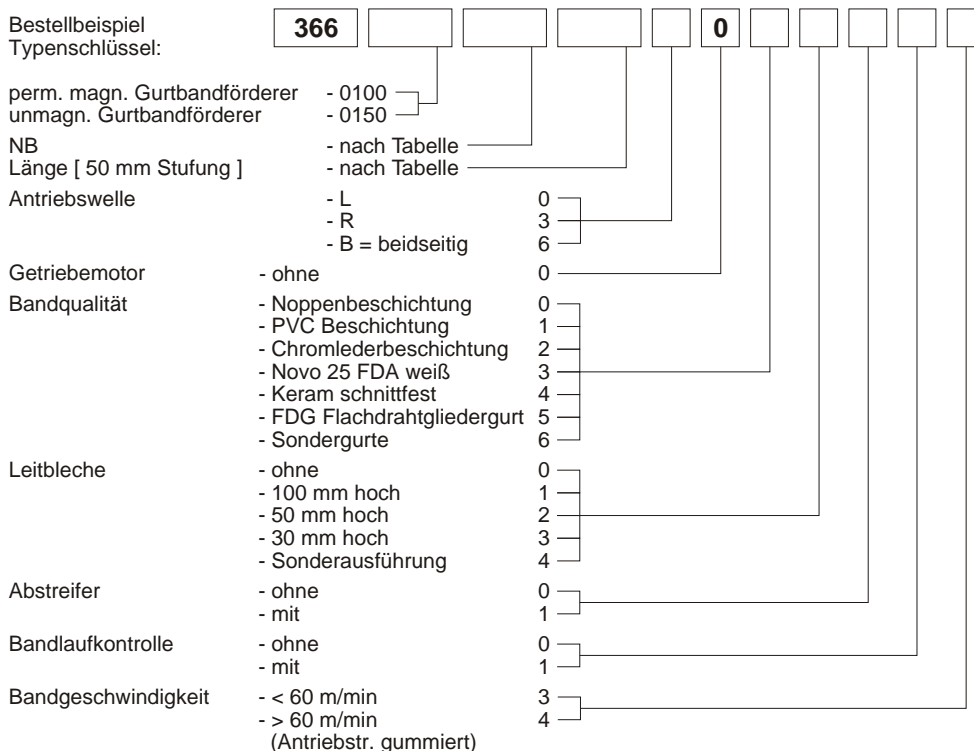 Bestellbeispiel 366 0
Typenschlüssel:
perm. magn. Gurtbandförderer - 0100
unmagn. Gurtbandförderer - 0150
NB - nach Tabelle
Länge [ 50 mm Stufung ] - nach Tabelle
Antriebswelle - L 0
- R 3
- B = beidseitig 6
Getriebemotor - ohne 0
Bandqualität - Noppenbeschichtung 0
- PVC Beschichtung 1
- Chromlederbeschichtung 2
- Novo 25 FDA weiß 3
- Keram schnittfest 4
- FDG Flachdrahtgliedergurt 5
- Sondergurte 6
Leitbleche - ohne 0
- 100 mm hoch 1
- 50 mm hoch 2
- 30 mm hoch 3
- Sonderausführung 4
Abstreifer - ohne 0
- mit 1
Bandlaufkontrolle - ohne 0
- mit 1
Bandgeschwindigkeit - < 60 m/min 3
- > 60 m/min 4
(Antriebstr. gummiert)